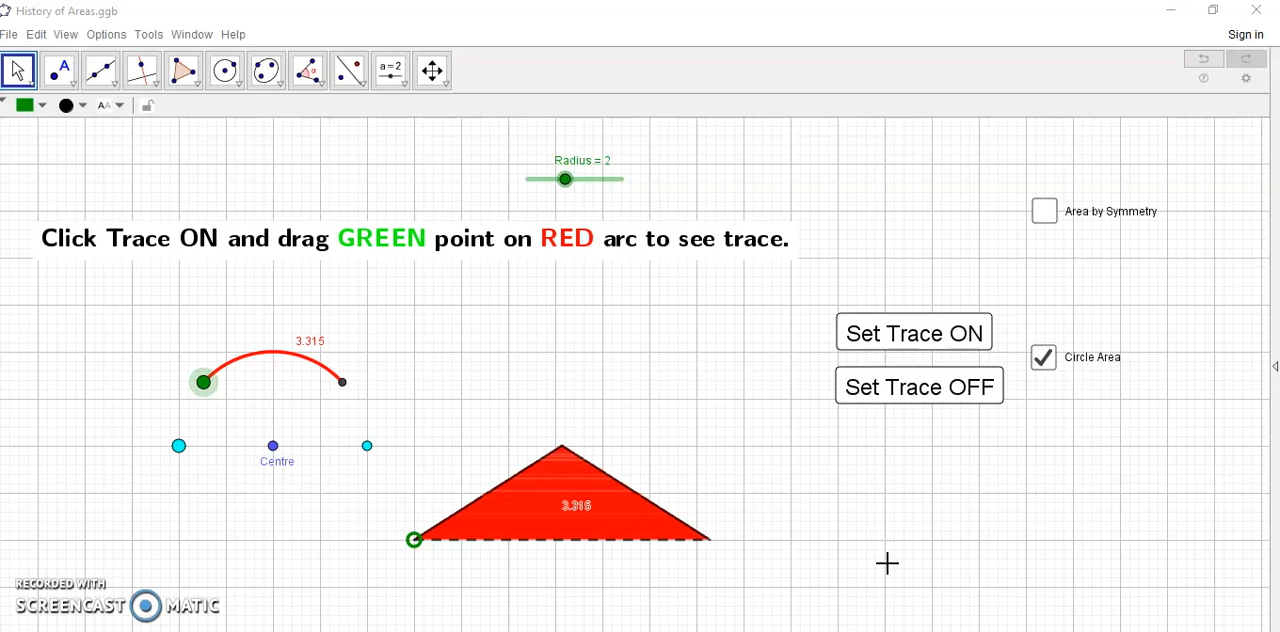 History of Areas.ggb
File Edit View Options Tools Window Help
Sign in
A
α
a=2
AA
Radius = 2
Area by Symmetry
Click Trace ON and drag GREEN point on RED arc to see trace.
Set Trace ON
3.315
Circle Area
Set Trace OFF
Centre
3.315
RECORDED WITH
SCREENCAST MATIC